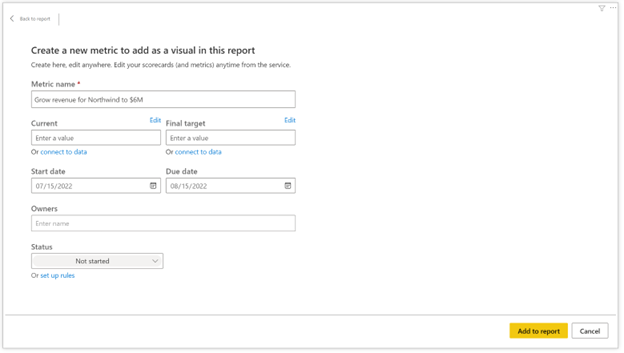 Back to report
Create a new metric to add as a visual in this report
Create here, edit anywhere. Edit your scorecards (and metrics) anytime from the service.
Metric name *
Grow revenue for Northwind to $6M
Current Edit Final target Edit
Enter a value Enter a value
Or connect to data Or connect to data
Start date Due date
07/15/2022 08/15/2022
Owners
Enter name
Status
Not started
Or set up rules
Add to report Cancel